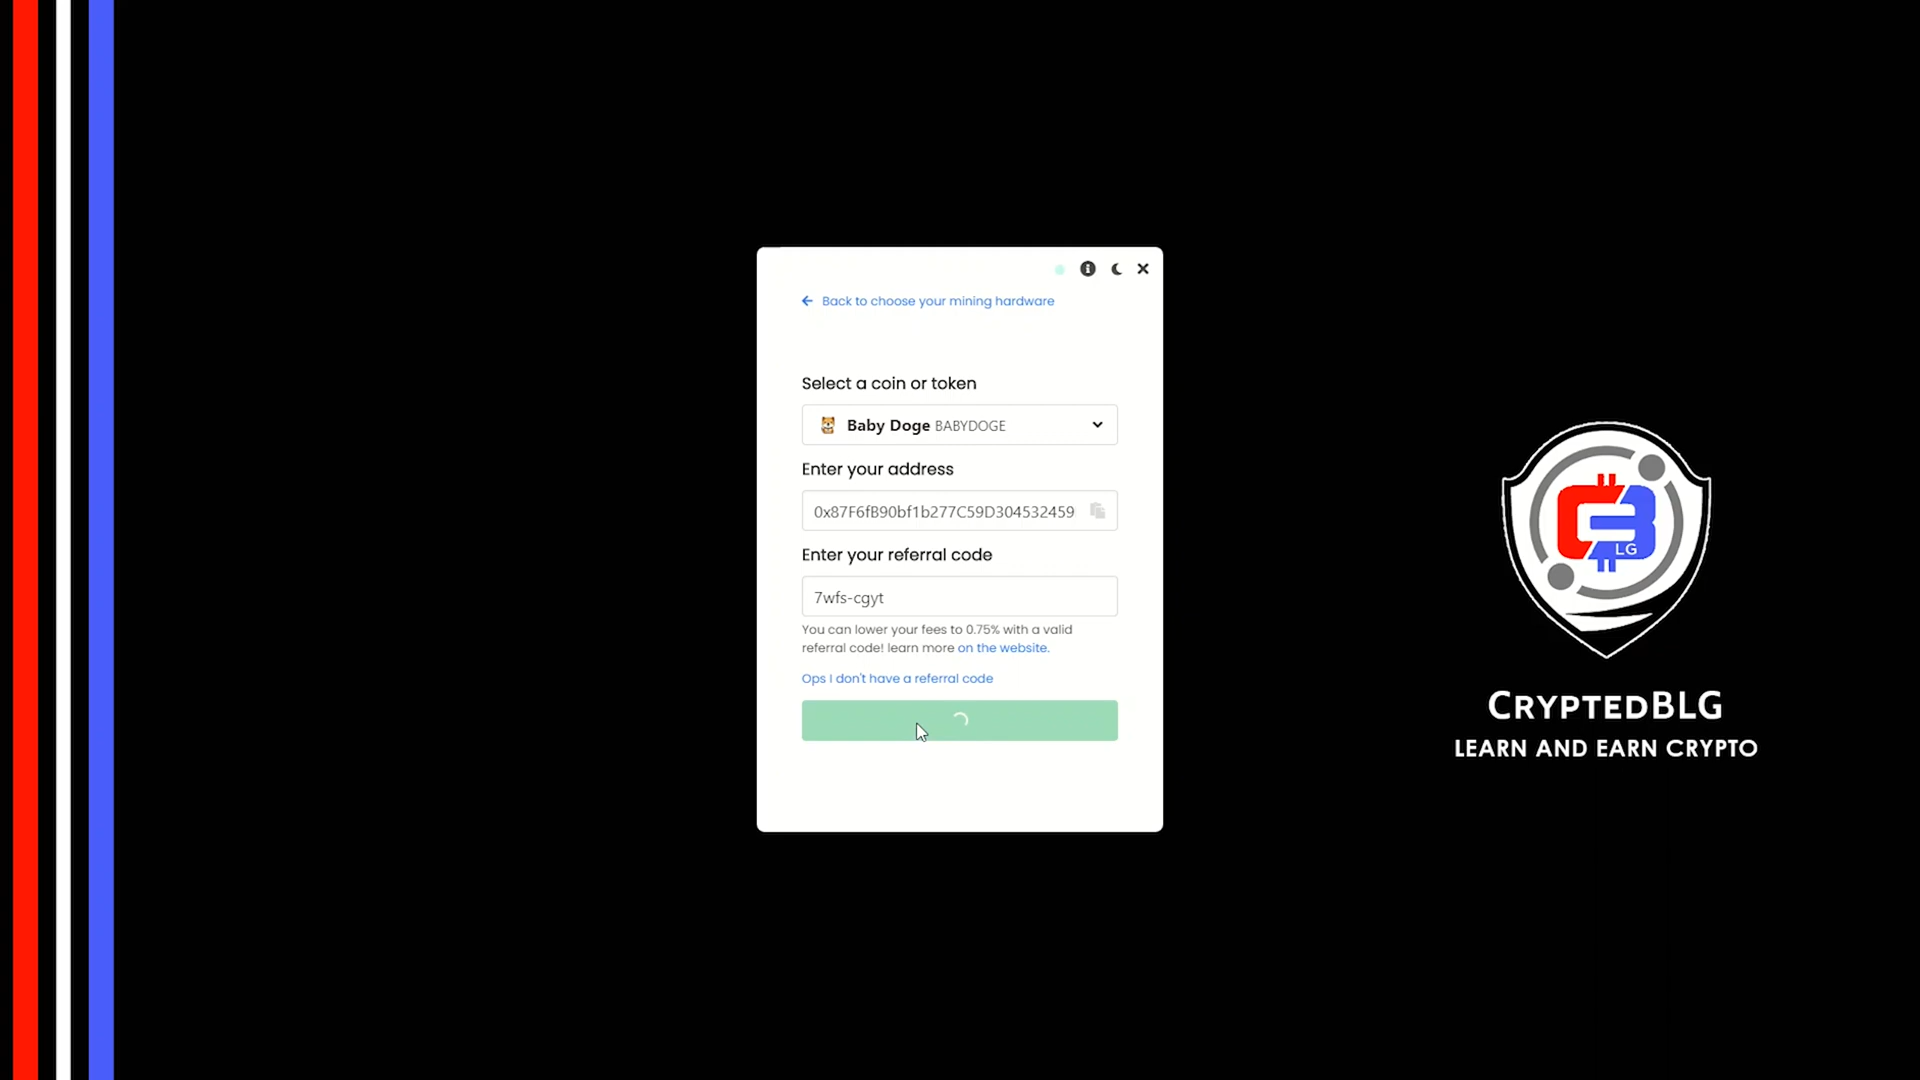 Back to choose your mining hardware
Select a coin or token
Baby Doge BABYDOGE
Enter your address
0x87F6fB90bf1b277C59D304532459
Enter your referral code
7wfs-cgyt
You can lower your fees to 0.75% with a valid
referral code! learn more on the website.
Ops I don't have a referral code
CB
LG
CRYPTEDBLG
LEARN AND EARN CRYPTO